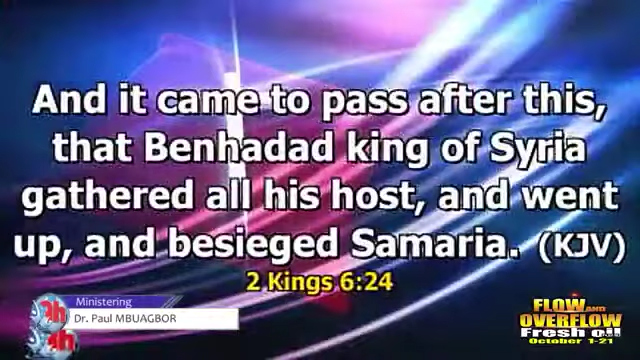 And it came to pass after this,
that Benhadad king of Syria
gathered all his host, and went
up, and besieged Samaria. (KJV)
2 Kings 6:24
Ministering
Dr. Paul MBUAGBOR
FLOW AND
OVERFLOW
Fresh oil
October 1-21